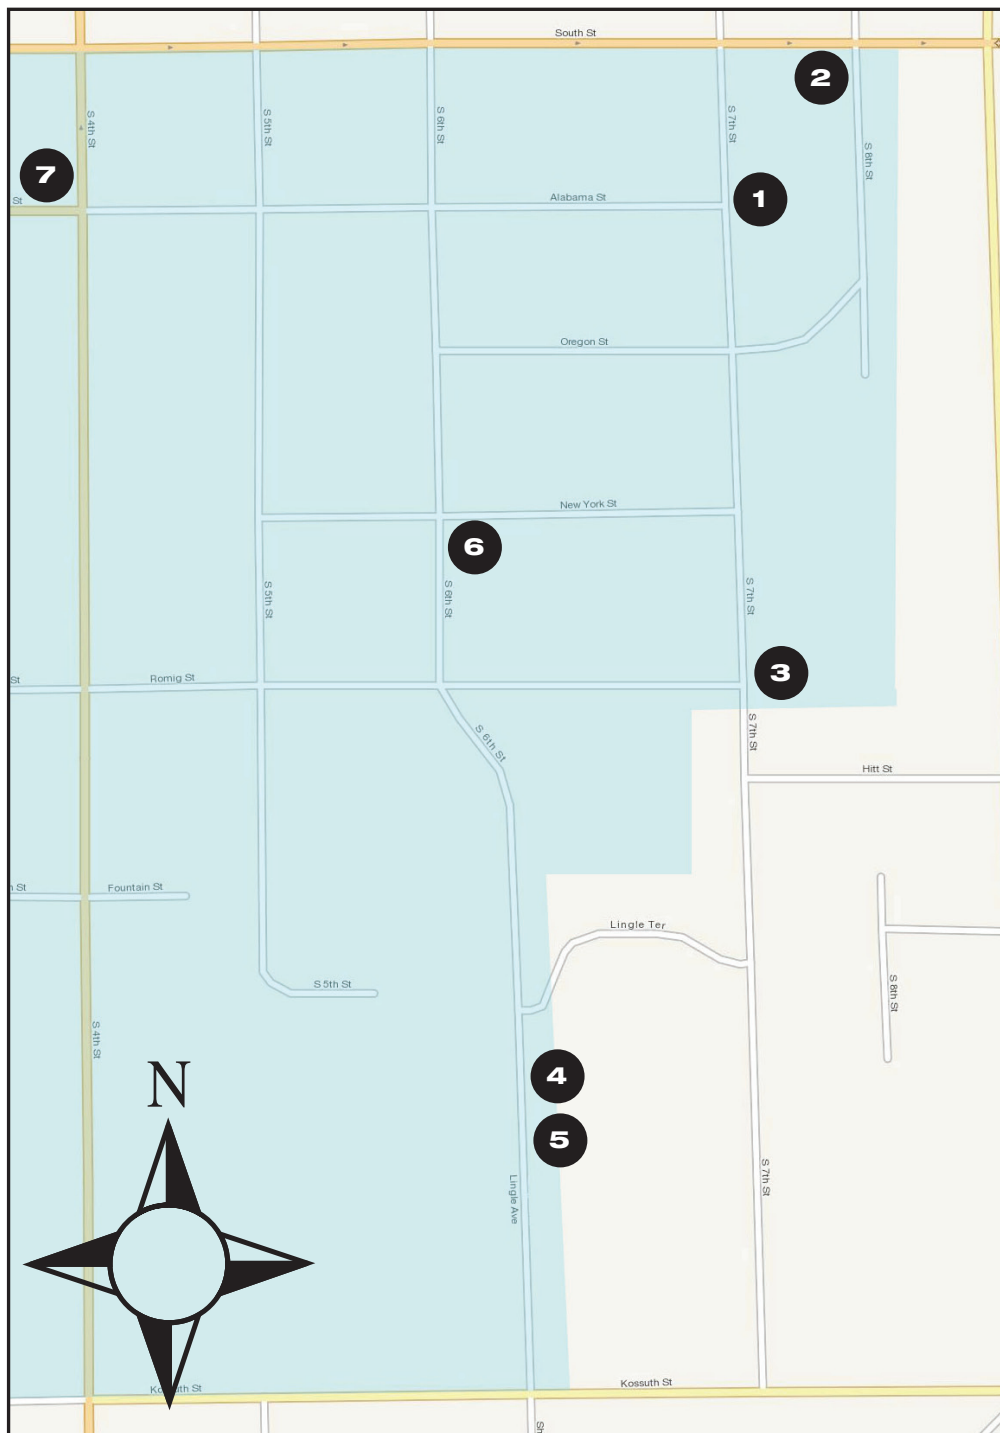 South St
2
S 4th St
S 5th St
S 6th St
S 7th St
S 8th St
7
St
Alabama St
1
Oregon St
New York St
6
S 5th St
S 6th St
S 7th St
3
St
Romig St
S 6th St
S 7th St
Hitt St
St
Fountain St
Lingle Ter
S 5th St
S 8th St
S 4th St
N
4
5
S 7th St
Lingle Ave
Kossuth St